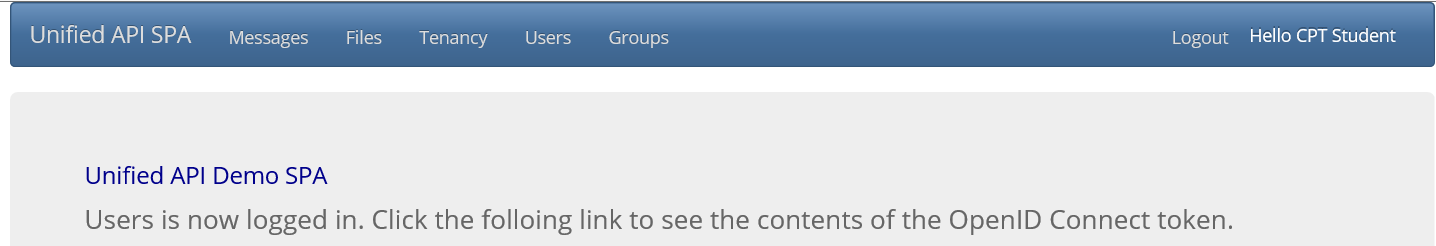 Unified API SPA Messages Files Tenancy Users Groups Logout Hello CPT Student
Unified API Demo SPA
Users is now logged in. Click the folloing link to see the contents of the OpenID Connect token.